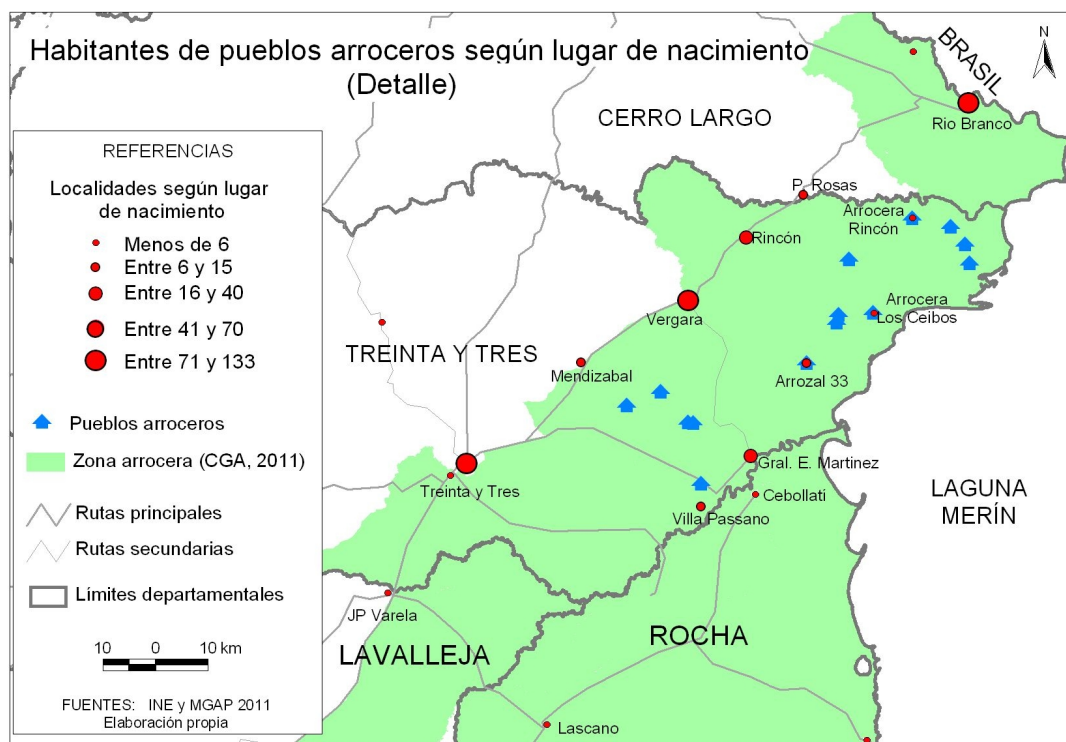 Habitantes de pueblos arroceros según lugar de nacimiento
(Detalle)
N
BRASIL
CERRO LARGO
Rio Branco
REFERENCIAS
Localidades según lugar
de nacimiento
Menos de 6
Entre 6 y 15
Entre 16 y 40
Entre 41 y 70
Entre 71 y 133
Pueblos arroceros
Zona arrocera (CGA, 2011)
Rutas principales
Rutas secundarias
Límites departamentales
10 0 10 km
FUENTES: INE y MGAP 2011
Elaboración propia
P. Rosas
Rincón
Arrocera
Rincón
Vergara
Arrocera
Los Ceibos
TREINTA Y TRES
Mendizabal
Arrozal 33
Treinta y Tres
Gral. E. Martinez
Cebollati
Villa Passano
LAGUNA
MERÍN
JP Varela
LAVALLEJA
ROCHA
Lascano